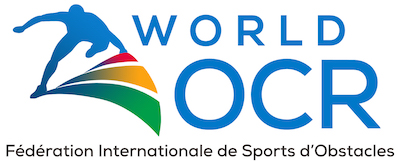 WORLD
OCR
Fédération Internationale de Sports d'Obstacles